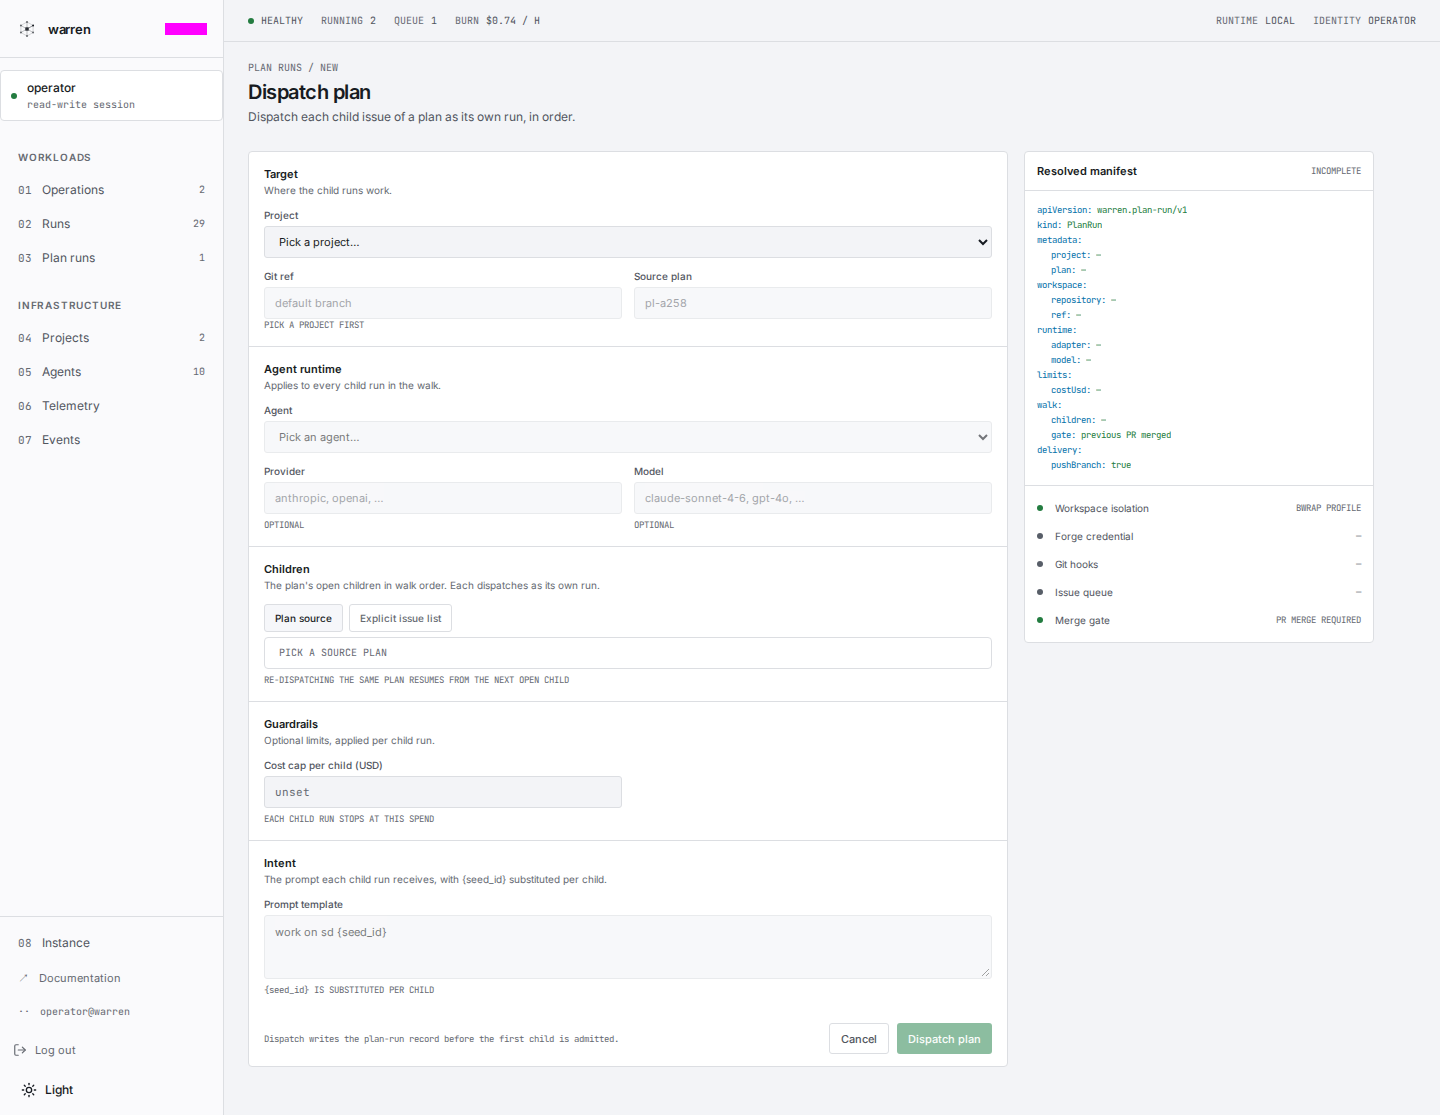 warren
operator
read-write session
WORKLOADS
01 Operations 2
02 Runs 29
03 Plan runs 1
INFRASTRUCTURE
04 Projects 2
05 Agents 10
06 Telemetry
07 Events
08 Instance
Documentation
operator@warren
Log out
Light
HEALTHY RUNNING 2 QUEUE 1 BURN $0.74 / H
RUNTIME LOCAL IDENTITY OPERATOR
PLAN RUNS / NEW
Dispatch plan
Dispatch each child issue of a plan as its own run, in order.
Target
Where the child runs work.
Project
Pick a project...
Git ref Source plan
default branch pl-a258
PICK A PROJECT FIRST
Agent runtime
Applies to every child run in the walk.
Agent
Pick an agent...
Provider Model
anthropic, openai, ... claude-sonnet-4-6, gpt-4o, ...
OPTIONAL OPTIONAL
Children
The plan's open children in walk order. Each dispatches as its own run.
Plan source Explicit issue list
PICK A SOURCE PLAN
RE-DISPATCHING THE SAME PLAN RESUMES FROM THE NEXT OPEN CHILD
Guardrails
Optional limits, applied per child run.
Cost cap per child (USD)
unset
EACH CHILD RUN STOPS AT THIS SPEND
Intent
The prompt each child run receives, with {seed_id} substituted per child.
Prompt template
work on sd {seed_id}
{seed_id} IS SUBSTITUTED PER CHILD
Dispatch writes the plan-run record before the first child is admitted.
Cancel Dispatch plan
Resolved manifest INCOMPLETE
apiVersion: warren.plan-run/v1
kind: PlanRun
metadata:
project: —
plan: —
workspace:
repository: —
ref: —
runtime:
adapter: —
model: —
limits:
costUsd: —
walk:
children: —
gate: previous PR merged
delivery:
pushBranch: true
Workspace isolation BWRAP PROFILE
Forge credential —
Git hooks —
Issue queue —
Merge gate PR MERGE REQUIRED